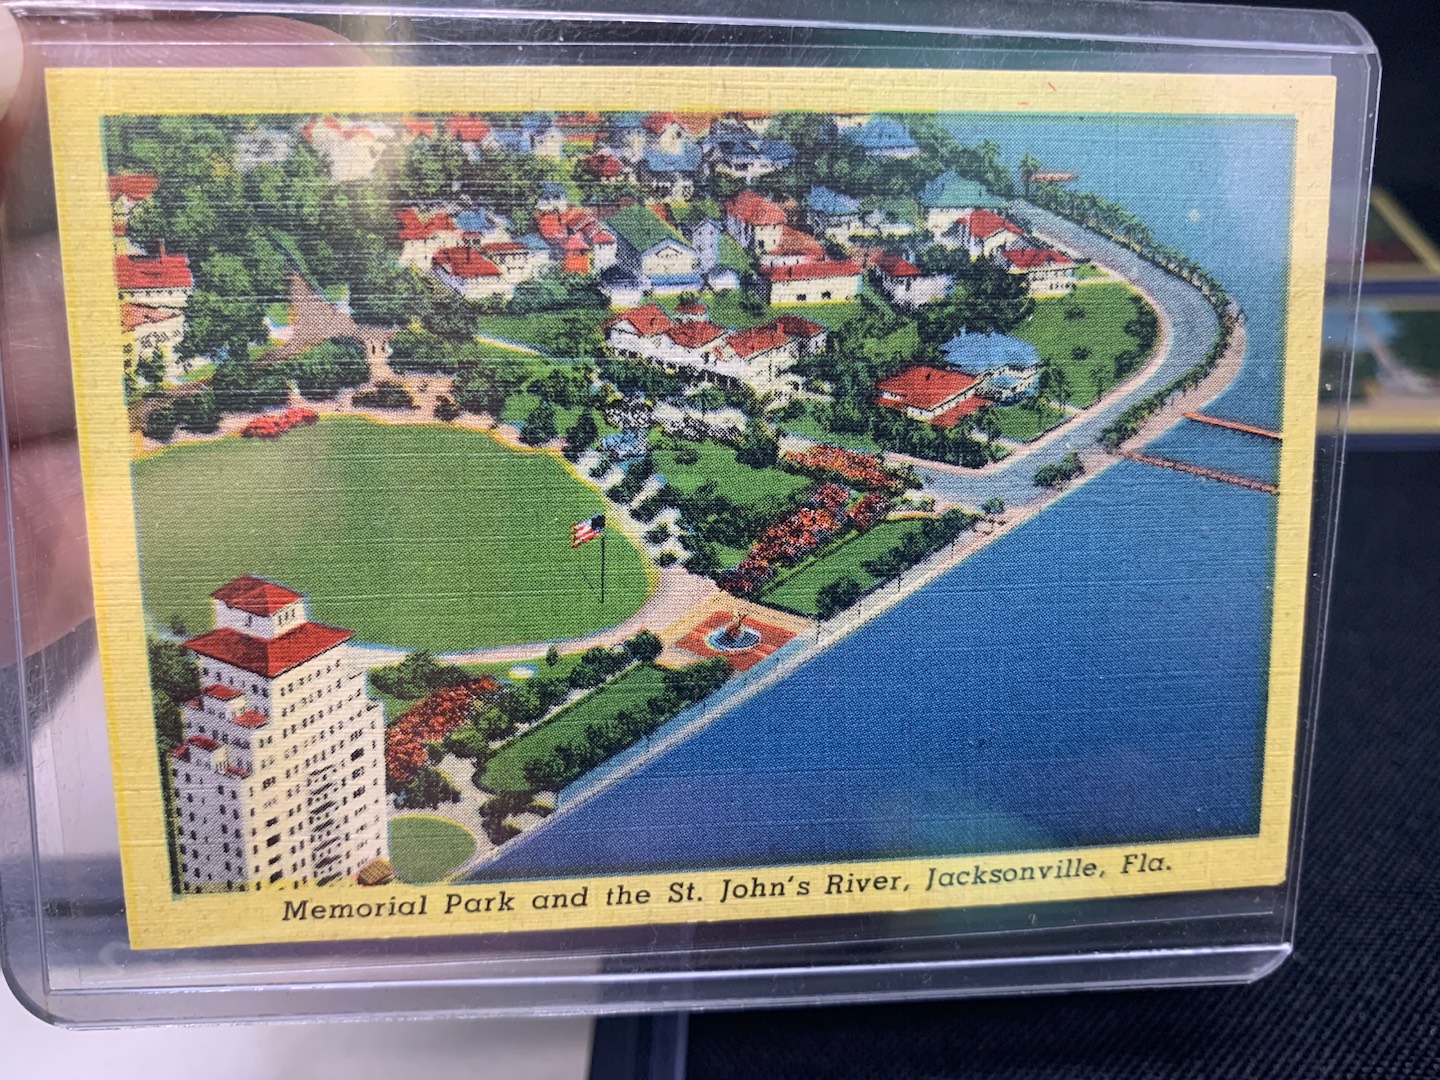 Memorial Park and the St. John's River, Jacksonville, Fla.